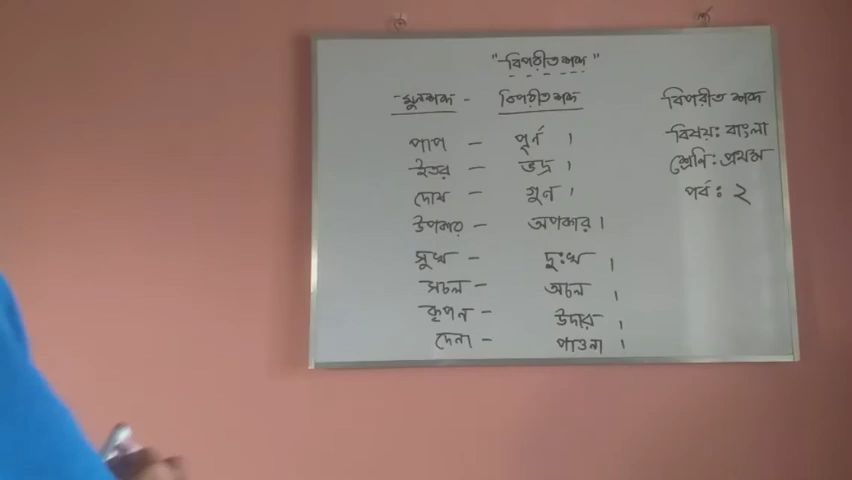 "বিপরীত শব্দ"
মুলশব্দ - বিপরীত শব্দ
পাপ – পূর্ন ।
ইতর – ভদ্র ।
দোষ – গুন ।
উপকার – অপকার ।
সুখ – দুঃখ ।
সচল – অচল ।
কৃপন – উদার ।
দেনা – পাওনা ।
বিপরীত শব্দ
বিষয়: বাংলা
শ্রেণি: প্রথম
পর্ব: ২